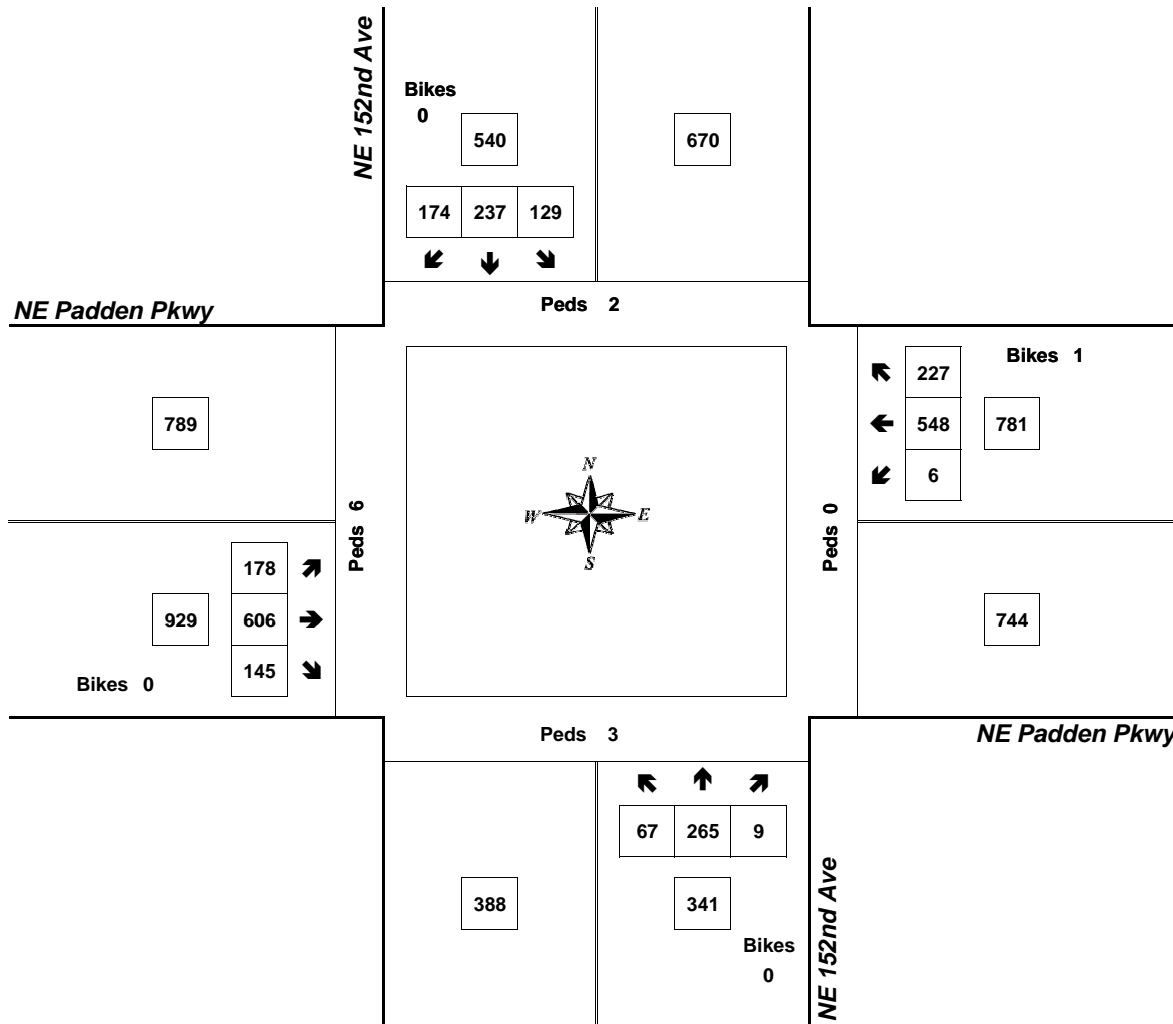 NE 152nd Ave
Bikes
0
540
670
174 237 129
NE Padden Pkwy
Peds 2
Bikes 1
227
548
6
781
789
N
W E
S
Peds 6
Peds 0
178
606
145
929
Bikes 0
744
Peds 3
NE Padden Pkwy
67 265 9
388
341
Bikes
0
NE 152nd Ave